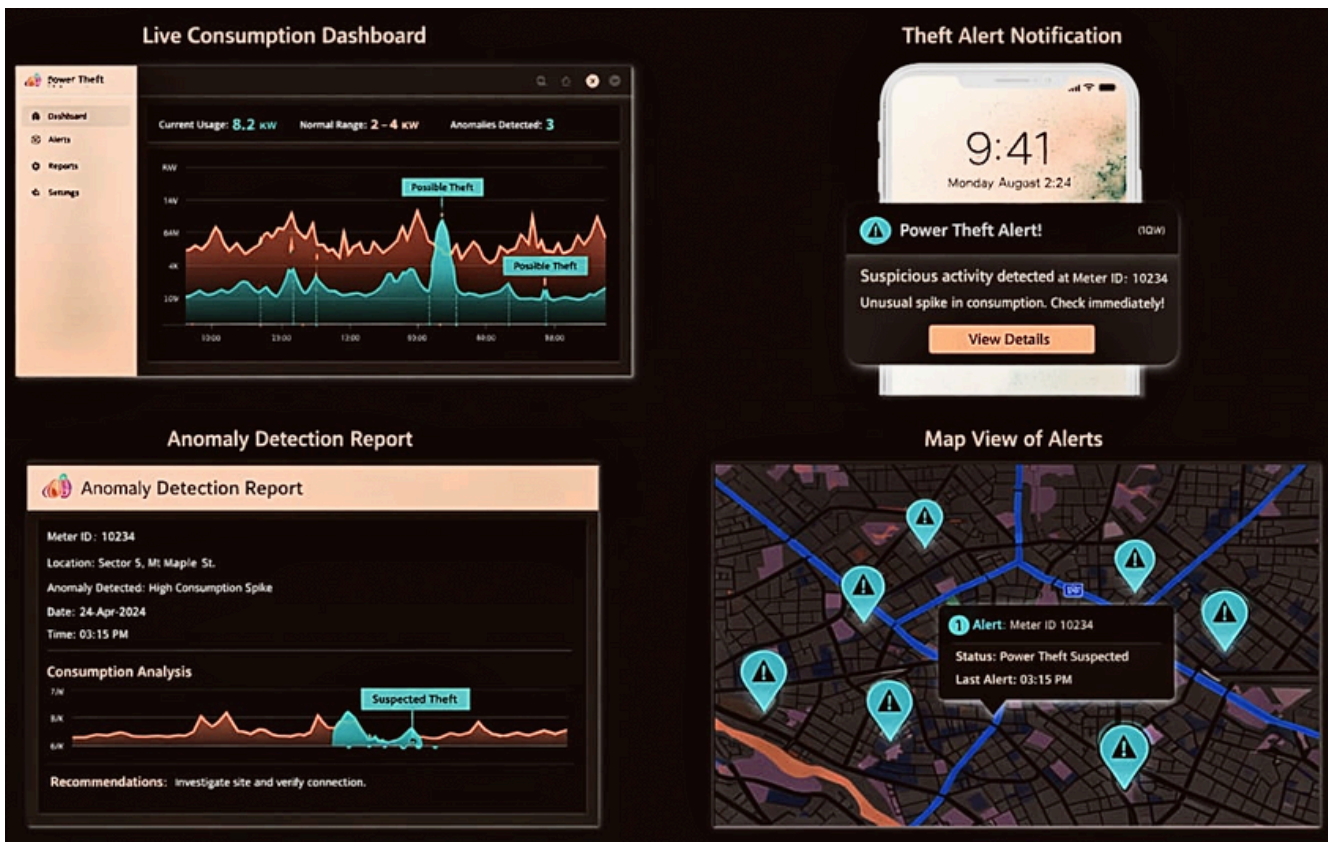 Live Consumption Dashboard
Power Theft
Dashboard
Alerts
Reports
Settings
Current Usage: 8.2 KW Normal Range: 2 – 4 KW Anomalies Detected: 3
Possible Theft
Possible Theft
10:00 12:00
Theft Alert Notification
9:41
Monday August 2:24
Power Theft Alert!
Suspicious activity detected at Meter ID: 10234
Unusual spike in consumption. Check immediately!
View Details
Anomaly Detection Report
Anomaly Detection Report
Meter ID: 10234
Location: Sector 5, Mt Maple St.
Anomaly Detected: High Consumption Spike
Date: 24-Apr-2024
Time: 03:15 PM
Consumption Analysis
Suspected Theft
Recommendations: Investigate site and verify connection.
Map View of Alerts
1 Alert: Meter ID 10234
Status: Power Theft Suspected
Last Alert: 03:15 PM